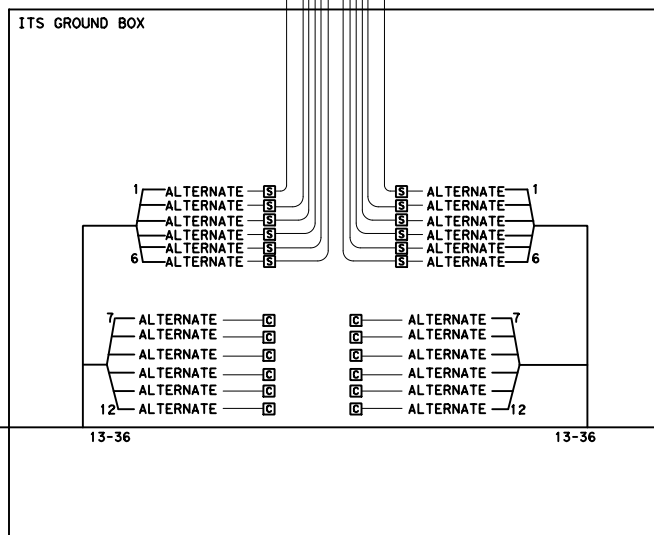 ITS GROUND BOX
1 ALTERNATE S S ALTERNATE 1
ALTERNATE S S ALTERNATE
ALTERNATE S S ALTERNATE
ALTERNATE S S ALTERNATE
ALTERNATE S S ALTERNATE
6 ALTERNATE S S ALTERNATE 6
7 ALTERNATE C C ALTERNATE 7
ALTERNATE C C ALTERNATE
ALTERNATE C C ALTERNATE
ALTERNATE C C ALTERNATE
ALTERNATE C C ALTERNATE
12 ALTERNATE C C ALTERNATE 12
13-36 13-36